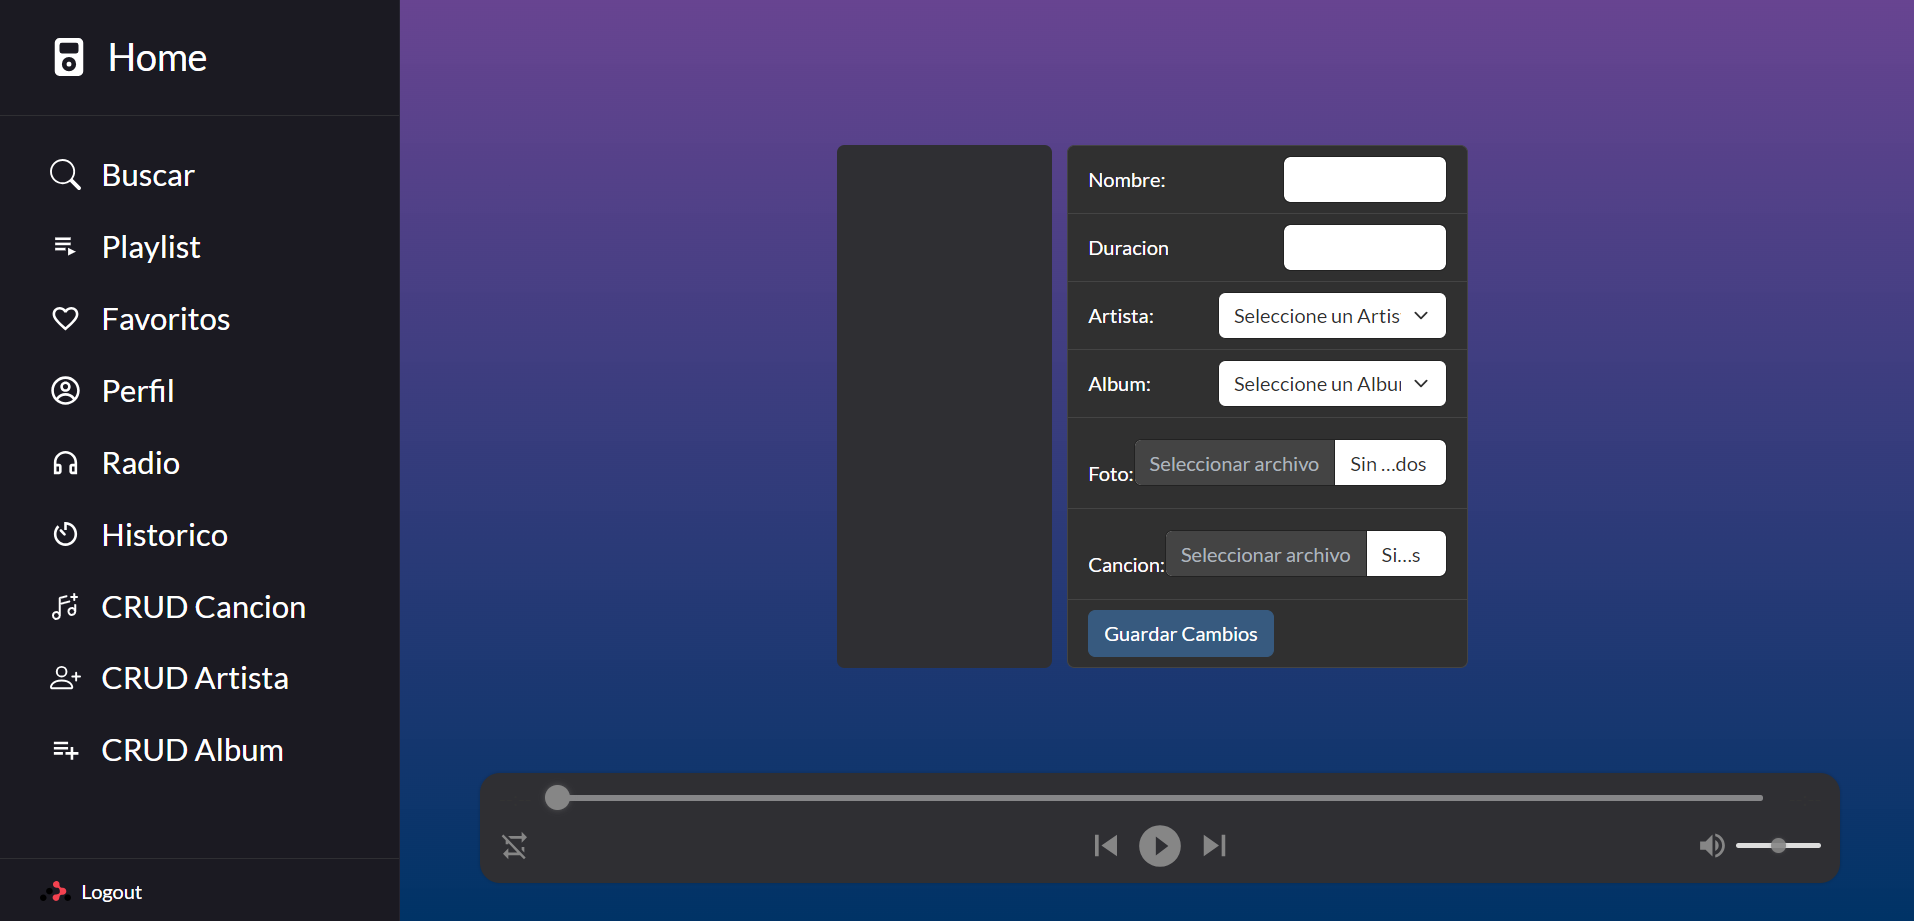 Home
Buscar
Playlist
Favoritos
Perfil
Radio
Historico
CRUD Cancion
CRUD Artista
CRUD Album
Logout
Nombre:
Duracion
Artista: Seleccione un Artis
Album: Seleccione un Albu
Foto: Seleccionar archivo Sin ...dos
Cancion: Seleccionar archivo Si...s
Guardar Cambios